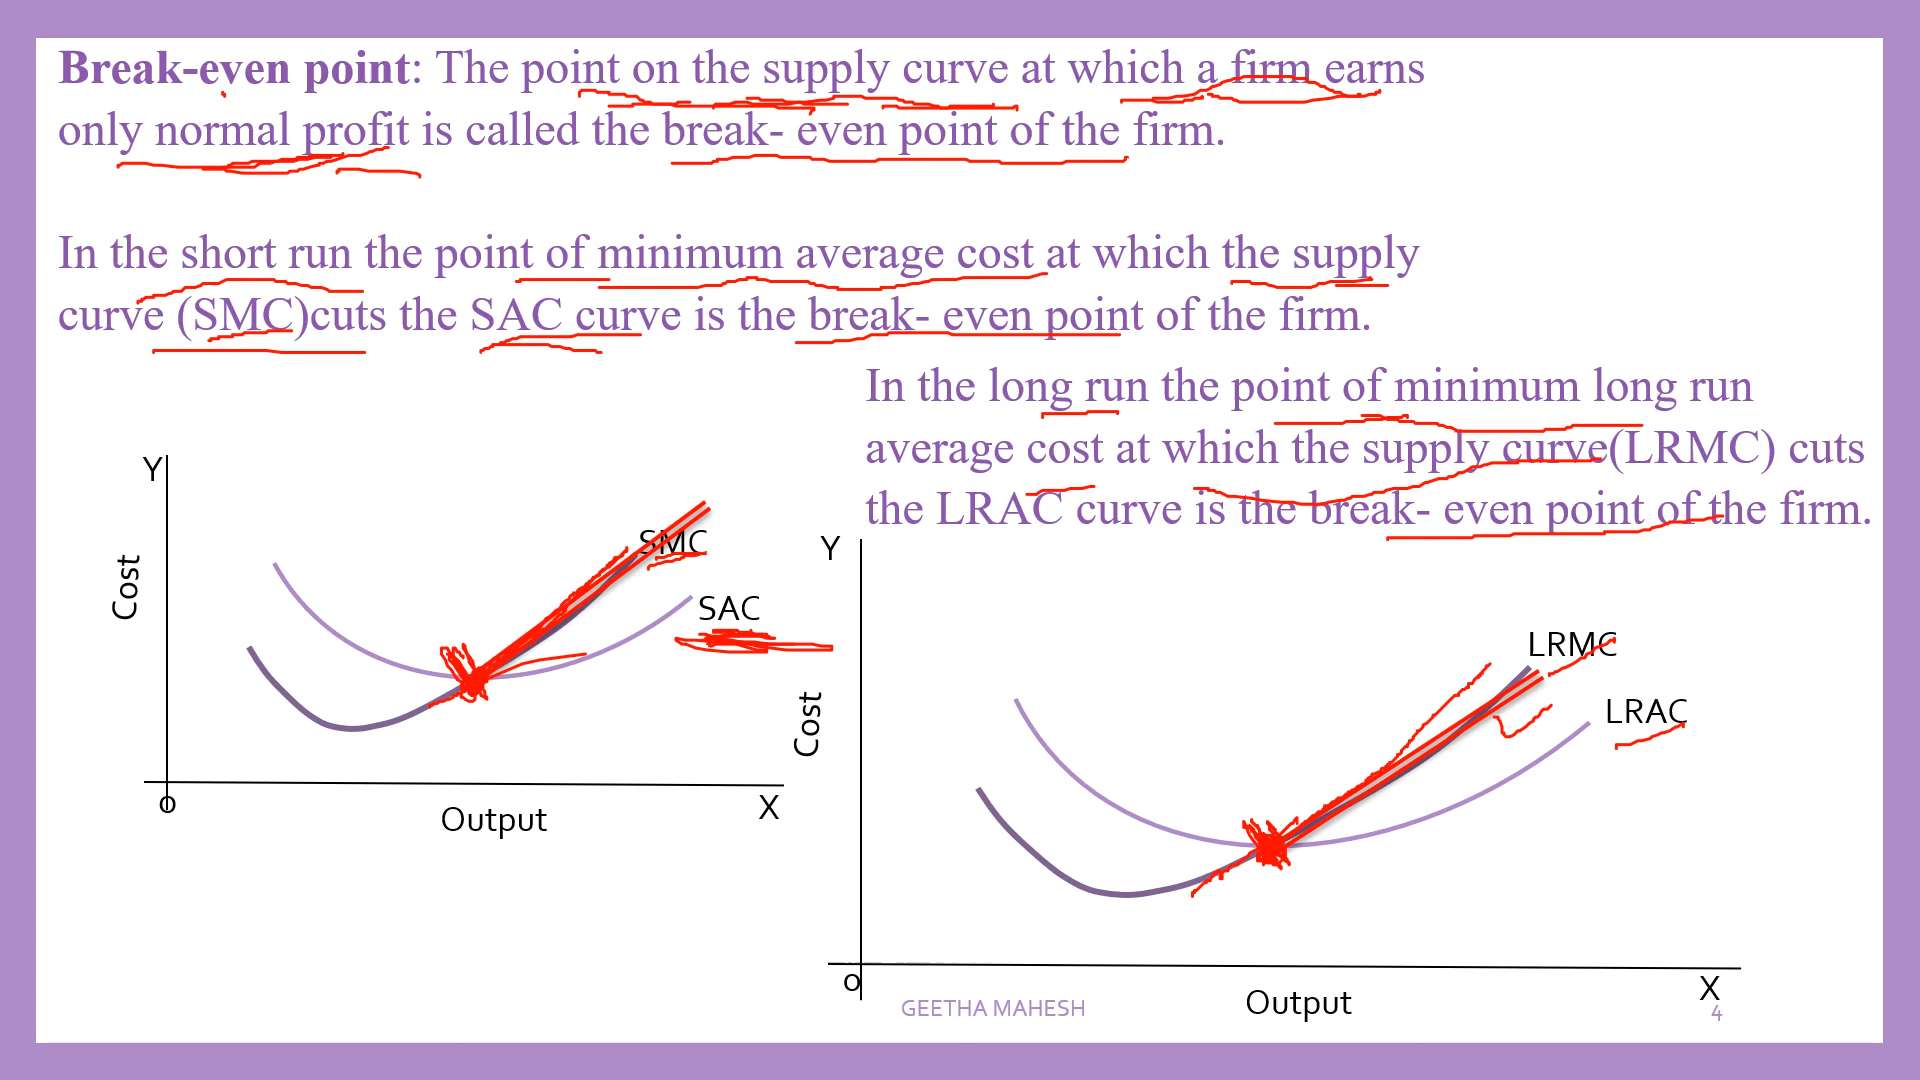 Break-even point: The point on the supply curve at which a firm earns
only normal profit is called the break- even point of the firm.
In the short run the point of minimum average cost at which the supply
curve (SMC)cuts the SAC curve is the break- even point of the firm.
In the long run the point of minimum long run
average cost at which the supply curve(LRMC) cuts
the LRAC curve is the break- even point of the firm.
Y
Cost
SMC
SAC
O
Output
X
Y
Cost
LRMC
LRAC
O
Output
X
GEETHA MAHESH
4